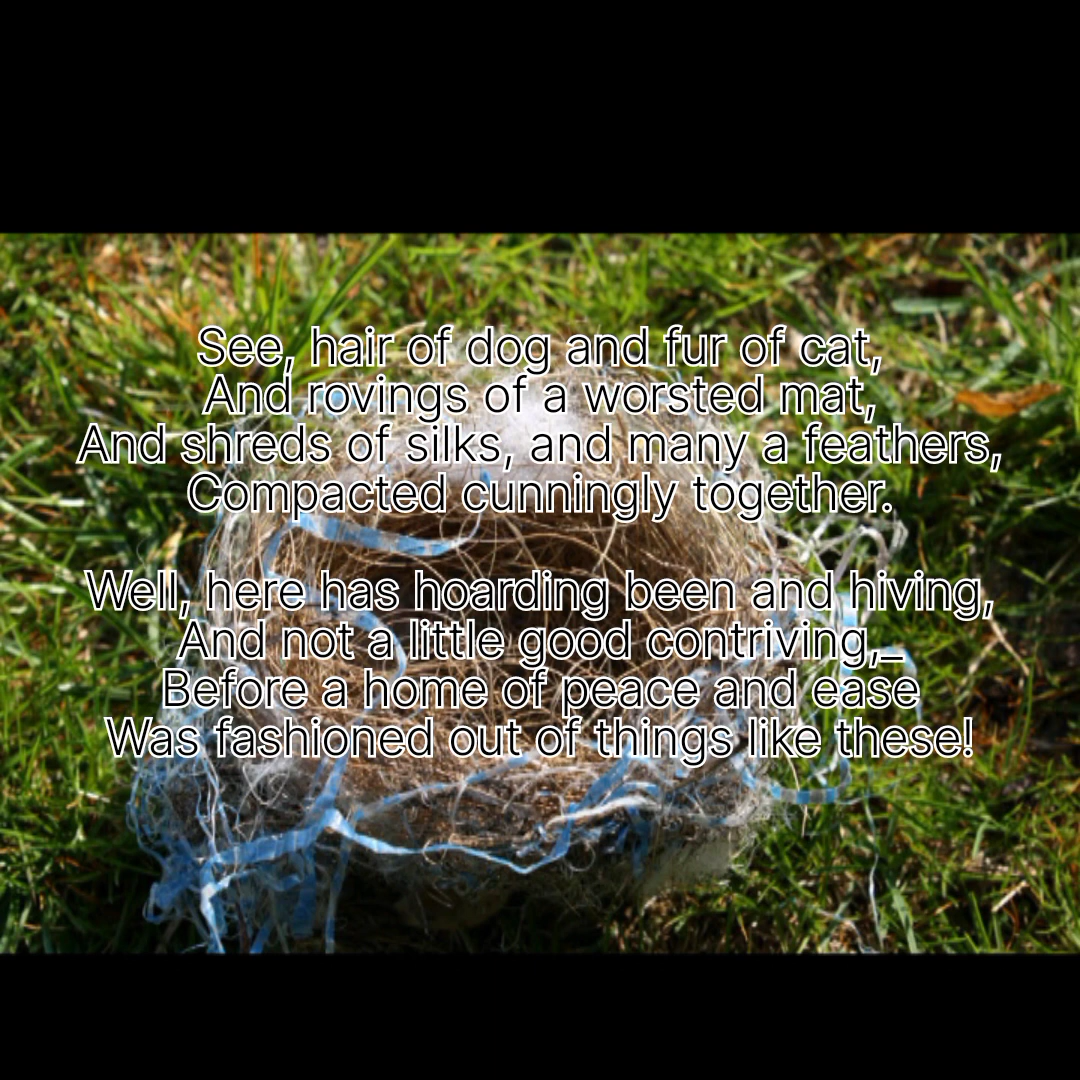 See, hair of dog and fur of cat,
And rovings of a worsted mat,
And shreds of silks, and many a feathers,
Compacted cunningly together.
Well, here has hoarding been and hiving,
And not a little good contriving,_
Before a home of peace and ease
Was fashioned out of things like these!